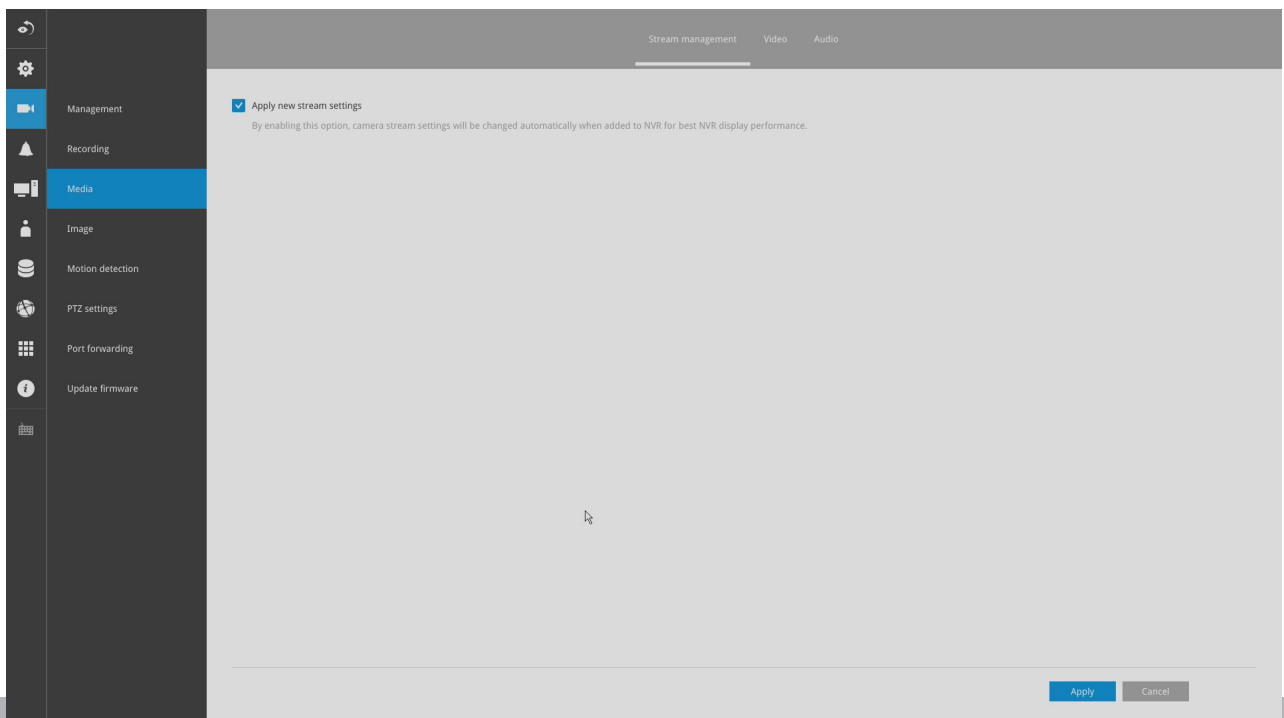 Stream management Video Audio
Management
Recording
Media
Image
Motion detection
PTZ settings
Port forwarding
Update firmware
Apply new stream settings
By enabling this option, camera stream settings will be changed automatically when added to NVR for best NVR display performance.
Apply Cancel